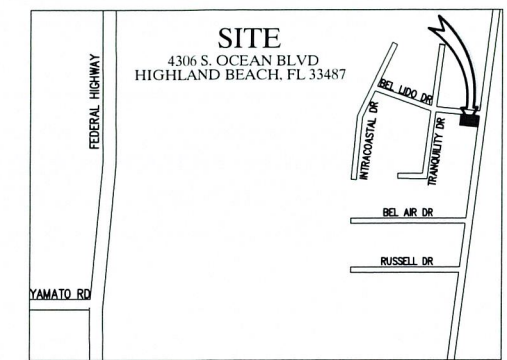 SITE
4306 S. OCEAN BLVD
HIGHLAND BEACH, FL 33487
FEDERAL HIGHWAY
BEL LIDO DR
INTRACOASTAL DR
TRANQUILITY DR
BEL AIR DR
RUSSELL DR
YAMATO RD